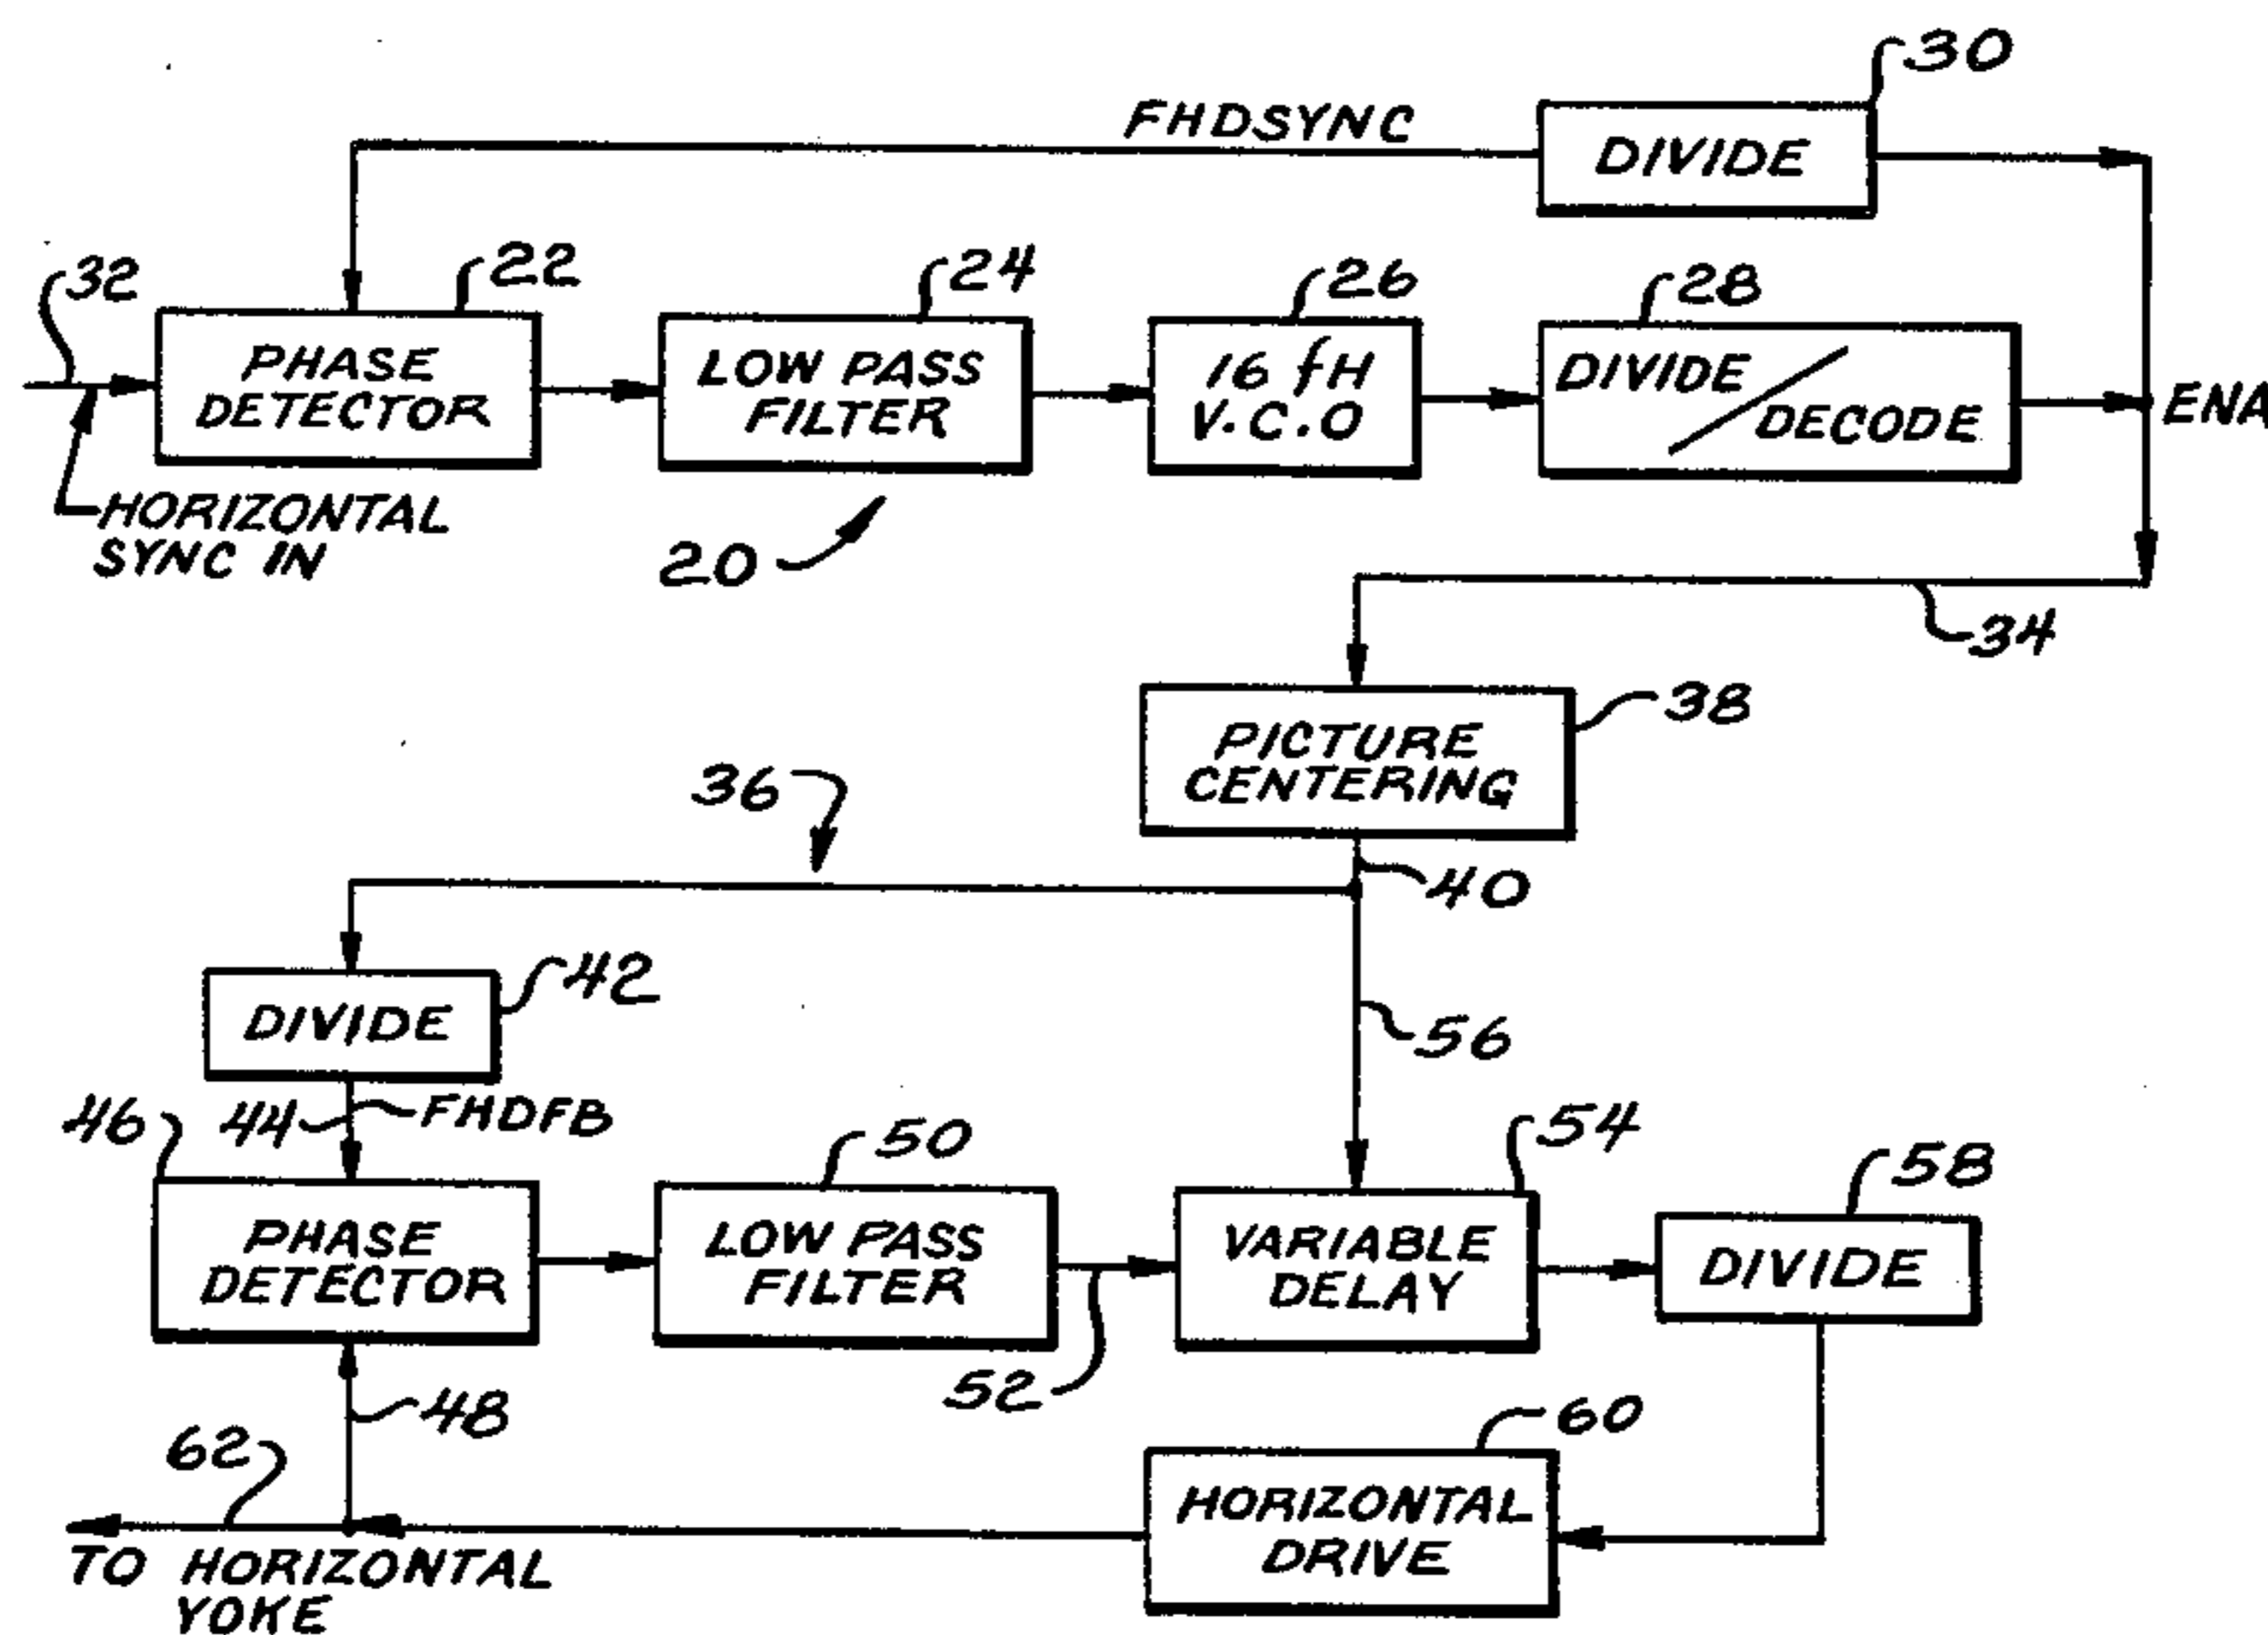 30
FHDSYNC
DIVIDE
32
22
24
26
28
PHASE
DETECTOR
LOW PASS
FILTER
16 fH
V.C.O
DIVIDE
DECODE
ENA
HORIZONTAL
SYNC IN
20
34
38
PICTURE
CENTERING
36
40
42
DIVIDE
56
46
44
FHDFB
50
54
58
PHASE
DETECTOR
LOW PASS
FILTER
VARIABLE
DELAY
DIVIDE
52
48
62
60
HORIZONTAL
DRIVE
TO HORIZONTAL
YOKE